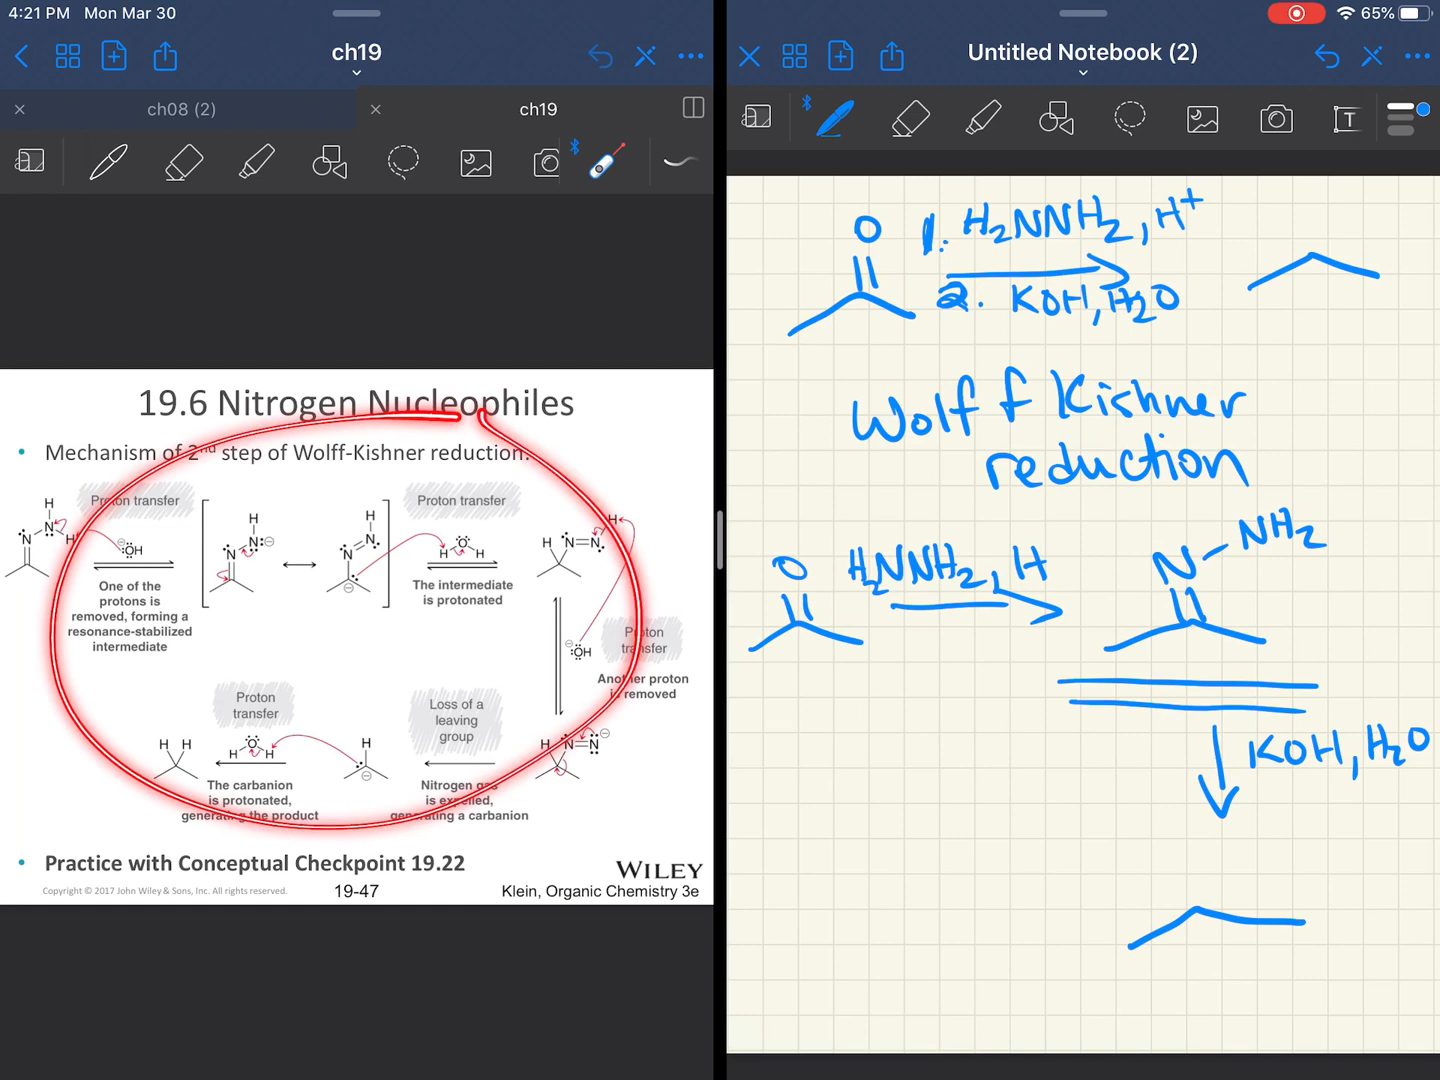 4:21 PM Mon Mar 30
65%
ch19
ch08 (2)
ch19
19.6 Nitrogen Nucleophiles
• Mechanism of 2nd step of Wolff-Kishner reduction.
Proton transfer
Proton transfer
H
N
N
H
:ÖH
One of the
protons is
removed, forming a
resonance-stabilized
intermediate
H
N
N:⊖
H
N
N
⊖
H Ö H
The intermediate
is protonated
H
H N=N
⊖:ÖH
Proton
transfer
Another proton
is removed
H N=N ⊖
Loss of a
leaving
group
Nitrogen gas
is expelled,
generating a carbanion
H
⊖
Proton
transfer
H Ö H
The carbanion
is protonated,
generating the product
H H
• Practice with Conceptual Checkpoint 19.22
WILEY
Copyright © 2017 John Wiley & Sons, Inc. All rights reserved.
19-47
Klein, Organic Chemistry 3e
Untitled Notebook (2)
T
O
1. H2NNH2, H+
2. KOH, H2O
Wolff Kishner
reduction
O
H2NNH2, H
N-NH2
KOH, H2O